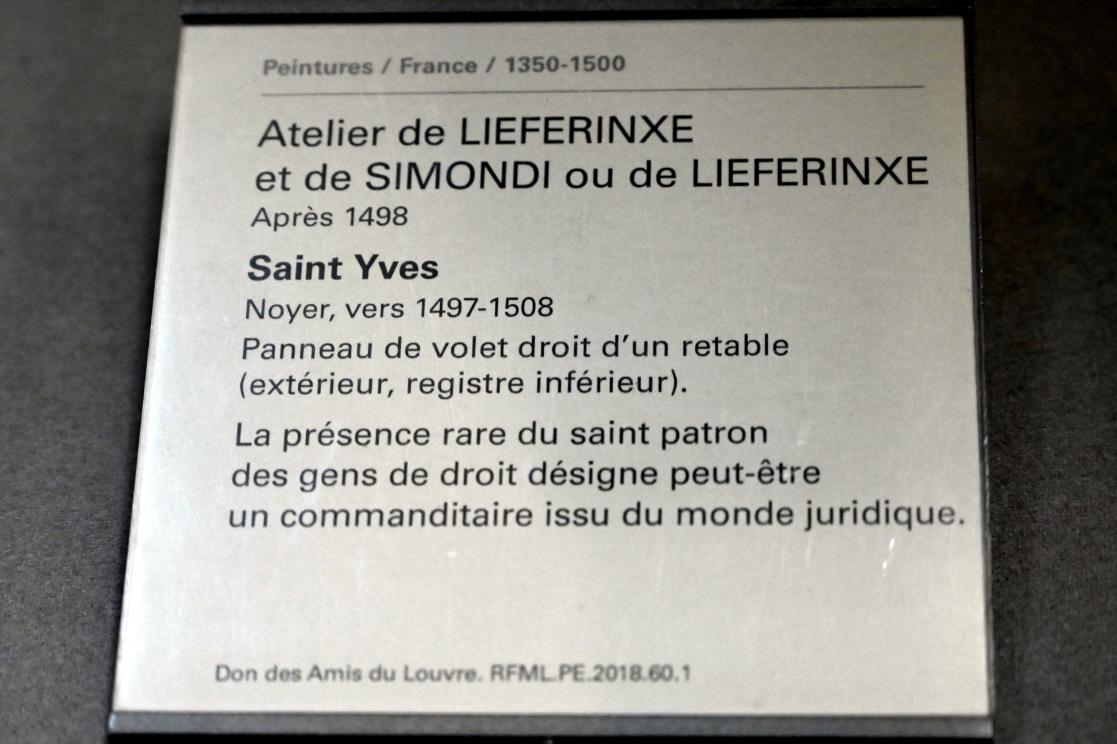 Peintures / France / 1350-1500
Atelier de LIEFERINXE
et de SIMONDI ou de LIEFERINXE
Après 1498
Saint Yves
Noyer, vers 1497-1508
Panneau de volet droit d'un retable
(extérieur, registre inférieur).
La présence rare du saint patron
des gens de droit désigne peut-être
un commanditaire issu du monde juridique.
Don des Amis du Louvre. RFML.PE.2018.60.1